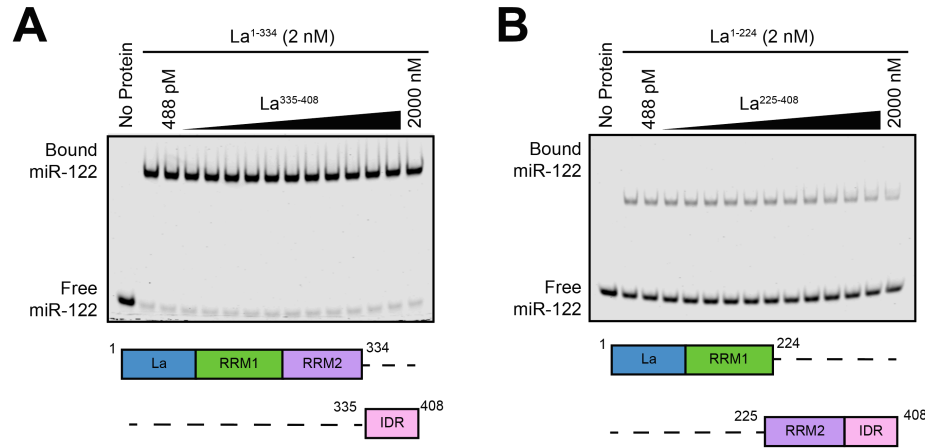 A
La1-334 (2 nM)
No Protein
488 pM
La335-408
2000 nM
Bound
miR-122
Free
miR-122
1
La
RRM1
RRM2
334
335
IDR
408
B
La1-224 (2 nM)
No Protein
488 pM
La225-408
2000 nM
Bound
miR-122
Free
miR-122
1
La
RRM1
224
225
RRM2
IDR
408